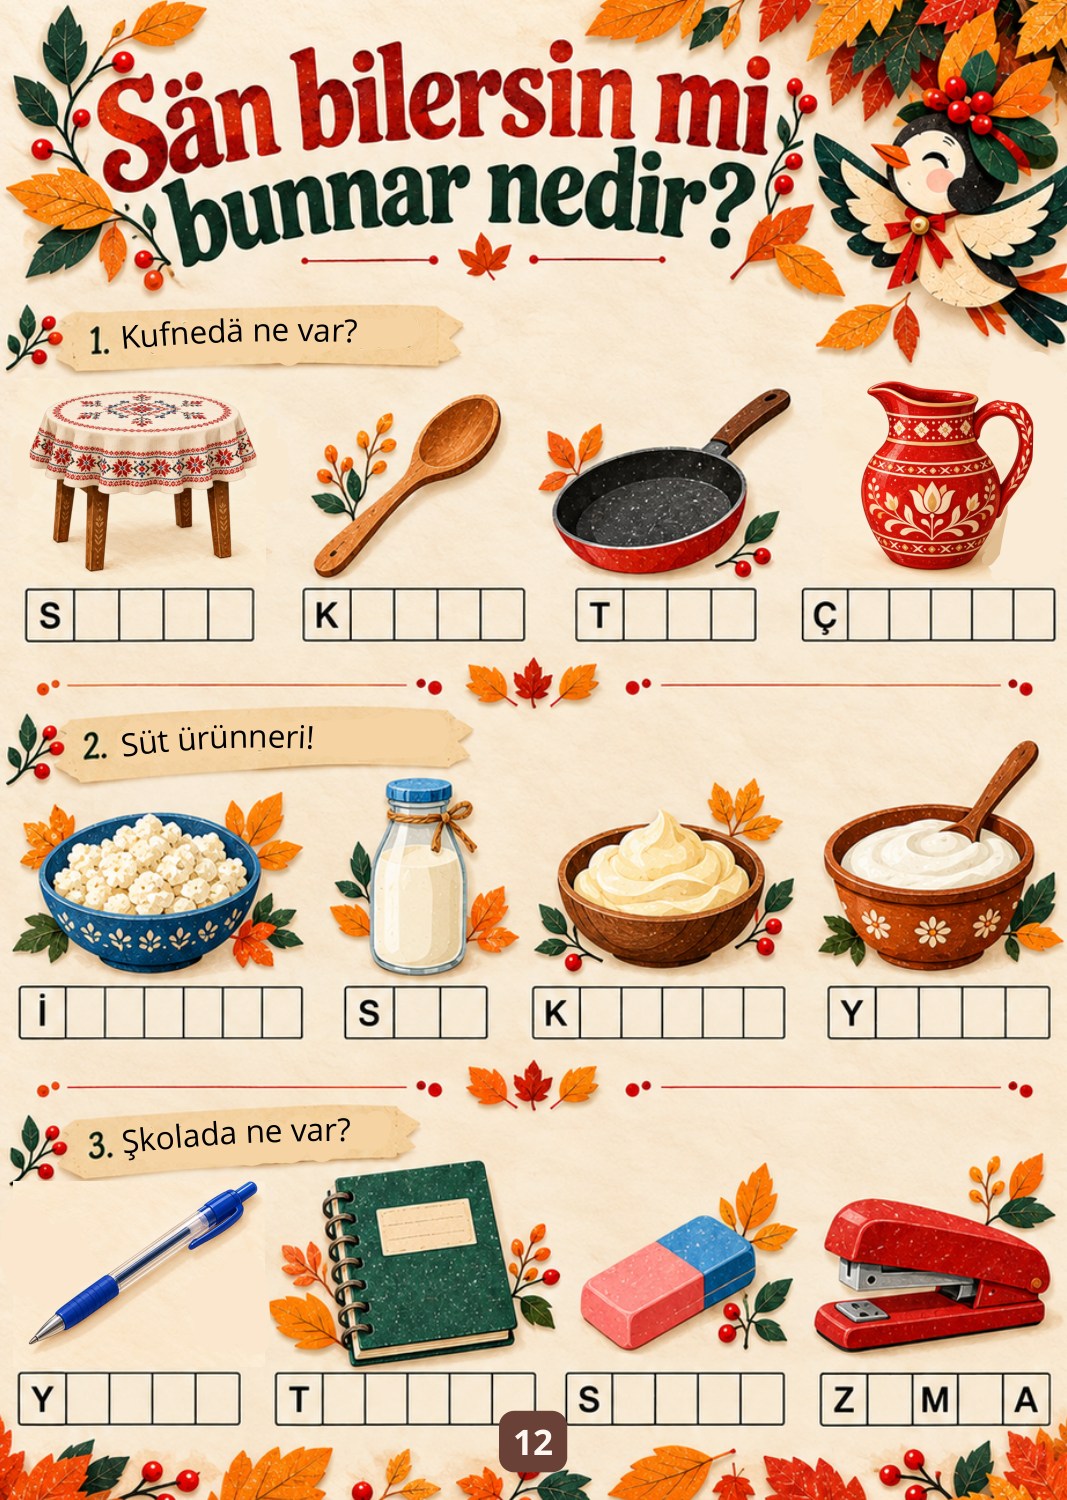 Sän bilersin mi
bunnar nedir?
1. Kufnedä ne var?
S K T Ç
2. Süt ürünneri!
İ S K Y
3. Şkolada ne var?
Y T S Z M A
12